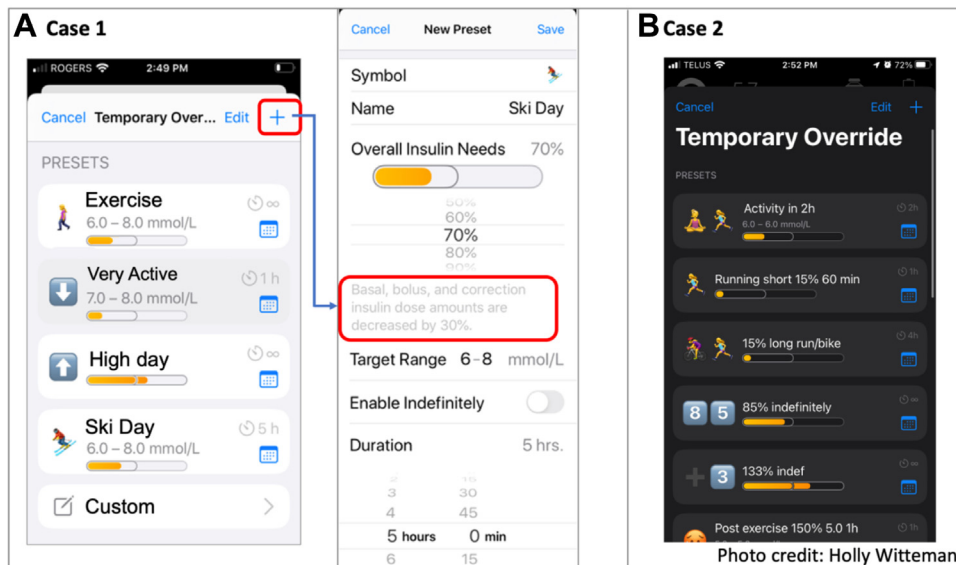 A Case 1
ROGERS 2:49 PM
Cancel Temporary Over... Edit +
PRESETS
Exercise
∞
6.0 – 8.0 mmol/L
Very Active
1 h
7.0 – 8.0 mmol/L
High day
∞
Ski Day
5 h
6.0 – 8.0 mmol/L
Custom
Cancel New Preset Save
Symbol
Name Ski Day
Overall Insulin Needs 70%
50%
60%
70%
80%
90%
Basal, bolus, and correction
insulin dose amounts are
decreased by 30%.
Target Range 6-8 mmol/L
Enable Indefinitely
Duration 5 hrs.
3 30
4 45
5 hours 0 min
6 15
B Case 2
TELUS 2:52 PM 72%
Cancel Edit +
Temporary Override
PRESETS
Activity in 2h
2h
6.0 – 6.0 mmol/L
Running short 15% 60 min
1h
15% long run/bike
4h
8 5 85% indefinitely
∞
+ 3 133% indef
∞
Post exercise 150% 5.0 1h
1h
Photo credit: Holly Witteman